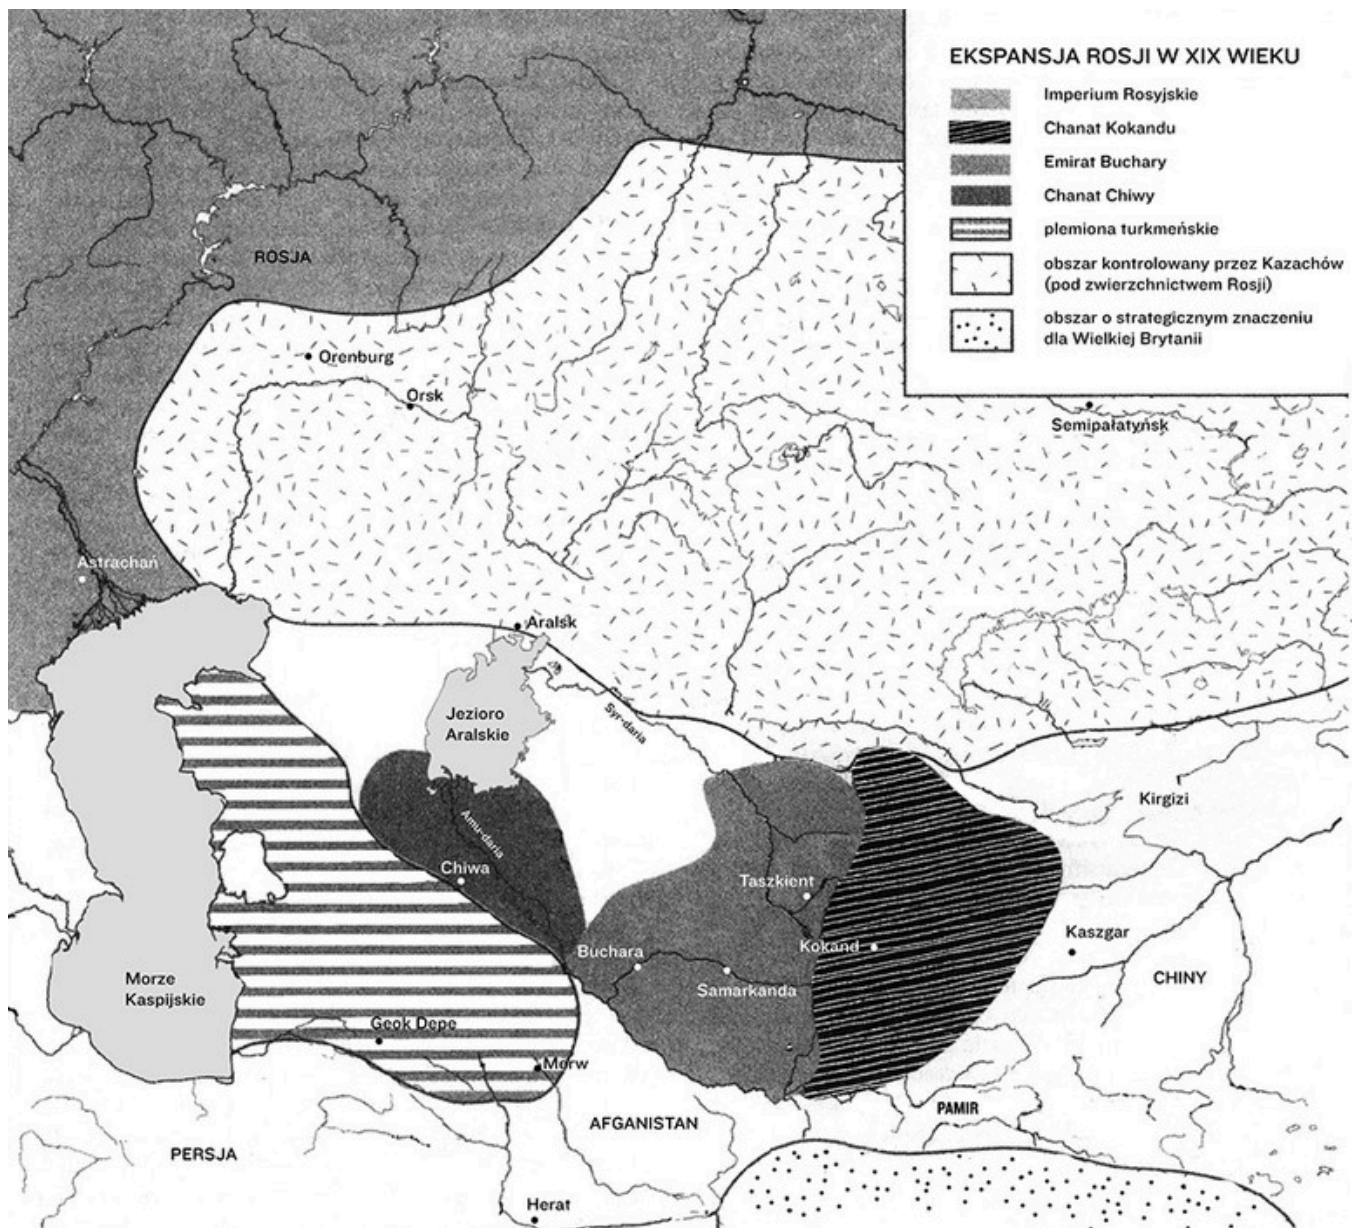 EKSPANSJA ROSJI W XIX WIEKU
Imperium Rosyjskie
Chanat Kokandu
Emirat Buchary
Chanat Chiwy
plemiona turkmeńskie
obszar kontrolowany przez Kazachów
(pod zwierzchnictwem Rosji)
obszar o strategicznym znaczeniu
dla Wielkiej Brytanii
ROSJA
Orenburg
Orsk
Semipałatyńsk
Astrachań
Aralsk
Jezioro
Aralskie
Syr-daria
Kirgizi
Amu-daria
Chiwa
Taszkient
Buchara
Kokand
Kaszgar
Samarkanda
CHINY
Morze
Kaspijskie
Geok Depe
Morw
AFGANISTAN
PAMIR
PERSJA
Herat